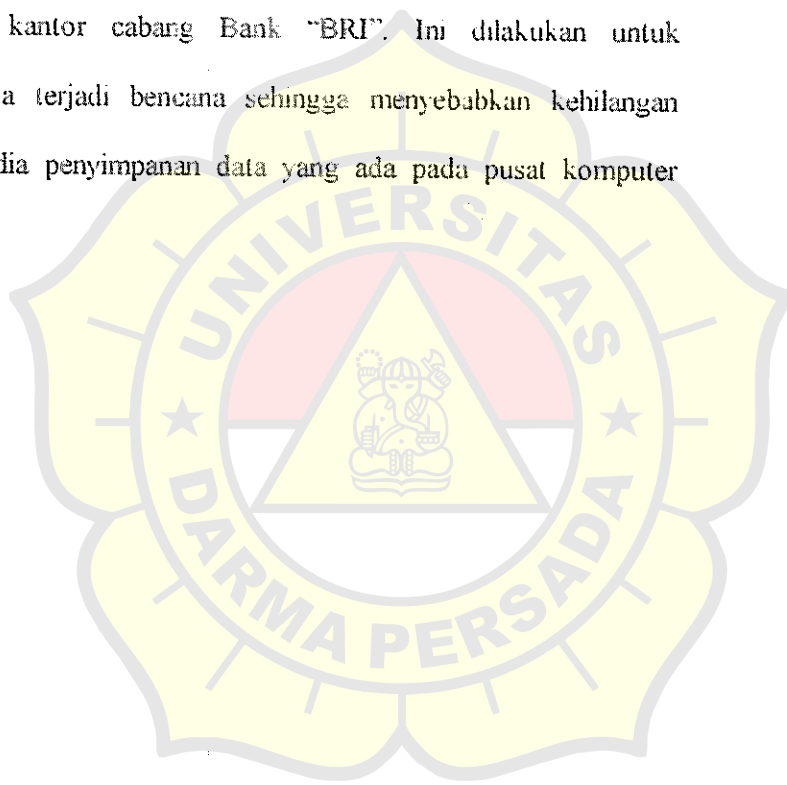 kantor cabang Bank "BRI". Ini dilakukan untuk
a terjadi bencana sehingga menyebabkan kehilangan
dia penyimpanan data yang ada pada pusat komputer
UNIVERSITAS
DARMA PERSADA